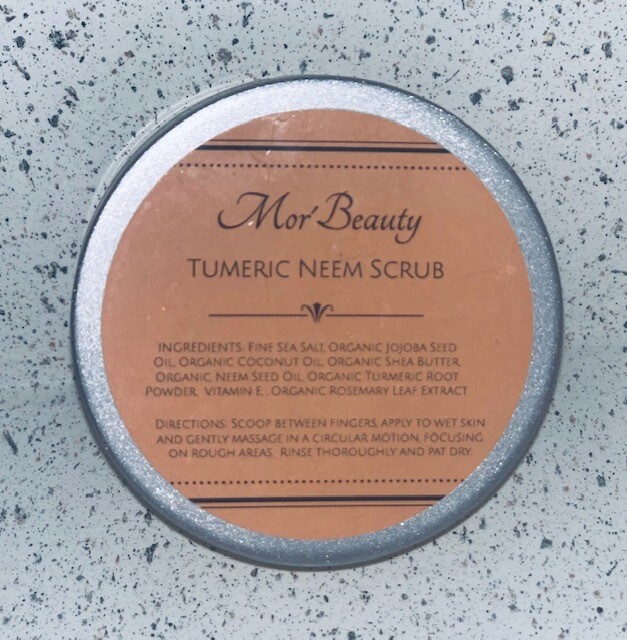 Mor' Beauty
Tumeric Neem Scrub
Ingredients: Fine Sea Salt, Organic Jojoba Seed
Oil, Organic Coconut Oil, Organic Shea Butter,
Organic Neem Seed Oil, Organic Turmeric Root
Powder, Vitamin E, , Organic Rosemary Leaf Extract
Directions: Scoop between fingers, apply to wet skin
and gently massage in a circular motion, focusing
on rough areas. Rinse thoroughly and pat dry.